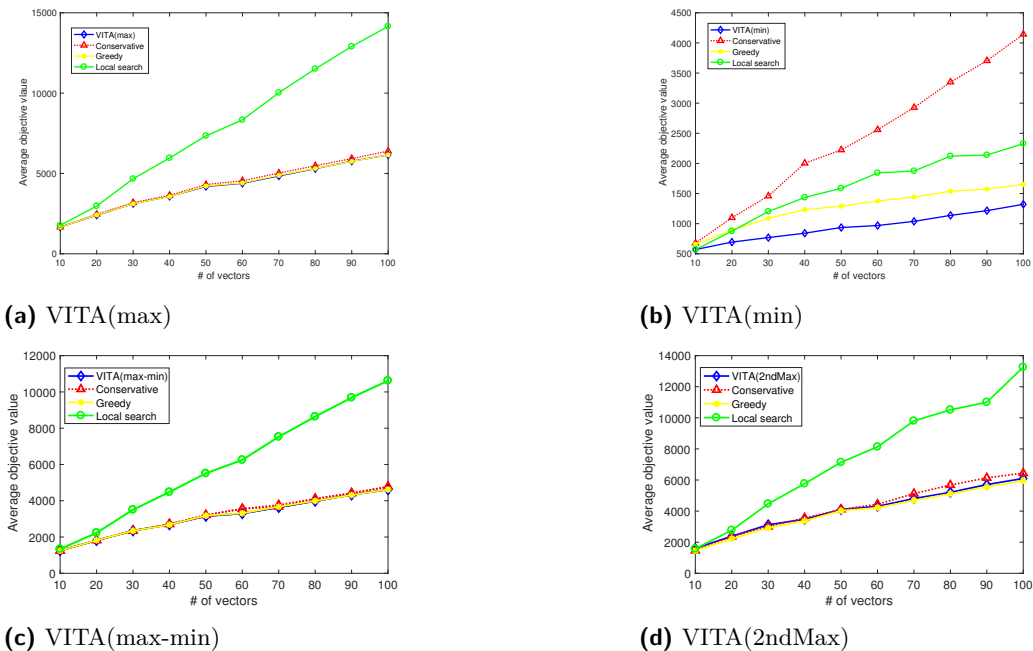 15000
10000
5000
0
Average objective vlaue
VITA(max)
Conservative
Greedy
Local search
10 20 30 40 50 60 70 80 90 100
# of vectors
(a) VITA(max)
4500
4000
3500
3000
2500
2000
1500
1000
500
Average objective value
VITA(min)
Conservative
Greedy
Local search
10 20 30 40 50 60 70 80 90 100
# of vectors
(b) VITA(min)
12000
10000
8000
6000
4000
2000
0
Average objective value
VITA(max-min)
Conservative
Greedy
Local search
10 20 30 40 50 60 70 80 90 100
# of vectors
(c) VITA(max-min)
14000
12000
10000
8000
6000
4000
2000
0
Average objective value
VITA(2ndMax)
Conservative
Greedy
Local search
10 20 30 40 50 60 70 80 90 100
# of vectors
(d) VITA(2ndMax)